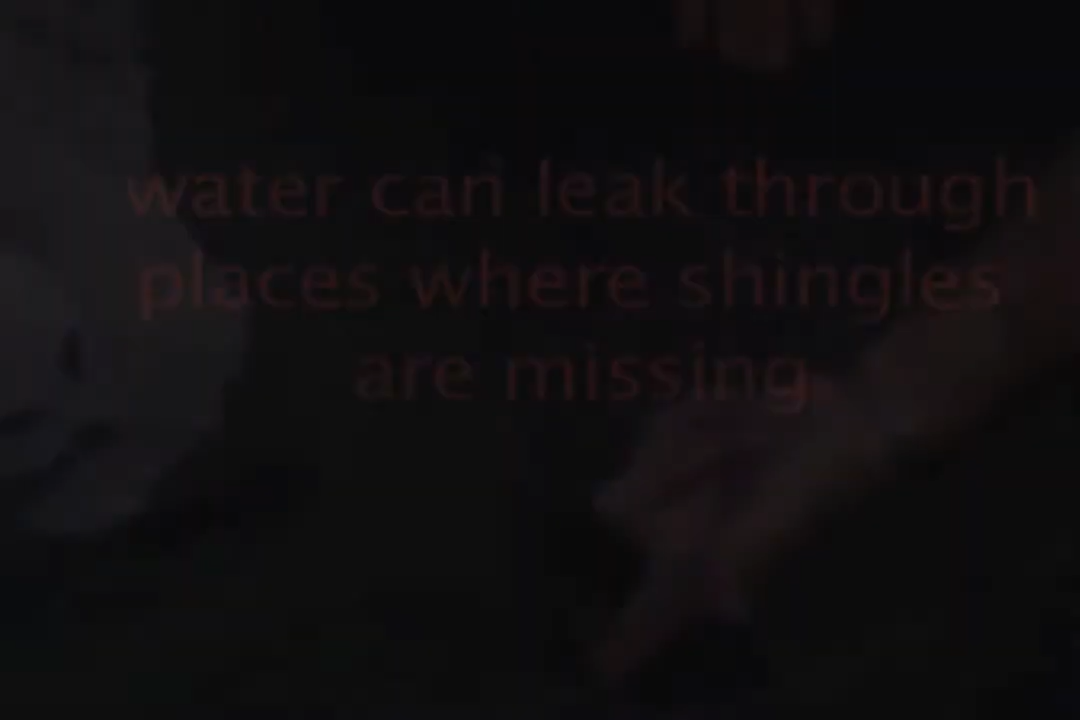 water can leak through
places where shingles
are missing.